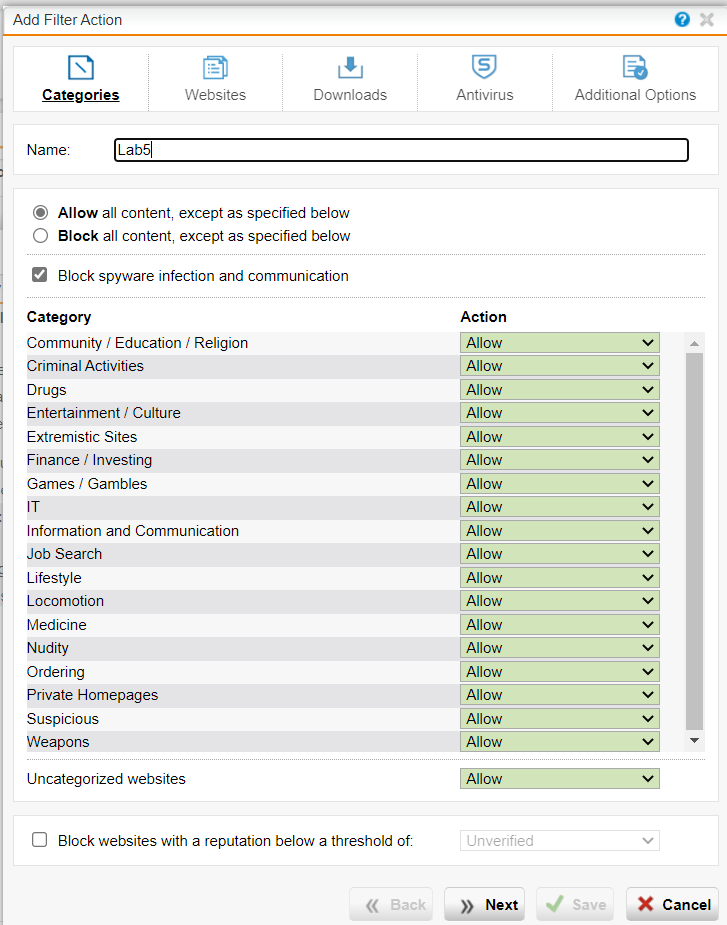 Add Filter Action
Categories Websites Downloads Antivirus Additional Options
Name: Lab5
Allow all content, except as specified below
Block all content, except as specified below
Block spyware infection and communication
Category Action
Community / Education / Religion Allow
Criminal Activities Allow
Drugs Allow
Entertainment / Culture Allow
Extremistic Sites Allow
Finance / Investing Allow
Games / Gambles Allow
IT Allow
Information and Communication Allow
Job Search Allow
Lifestyle Allow
Locomotion Allow
Medicine Allow
Nudity Allow
Ordering Allow
Private Homepages Allow
Suspicious Allow
Weapons Allow
Uncategorized websites Allow
Block websites with a reputation below a threshold of: Unverified
Back Next Save Cancel